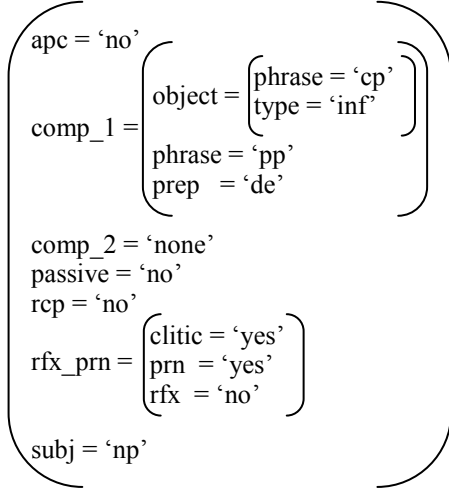 apc = ‘no’
object = phrase = ‘cp’
type = ‘inf’
comp_1 =
phrase = ‘pp’
prep = ‘de’
comp_2 = ‘none’
passive = ‘no’
rcp = ‘no’
clitic = ‘yes’
rfx_prn = prn = ‘yes’
rfx = ‘no’
subj = ‘np’